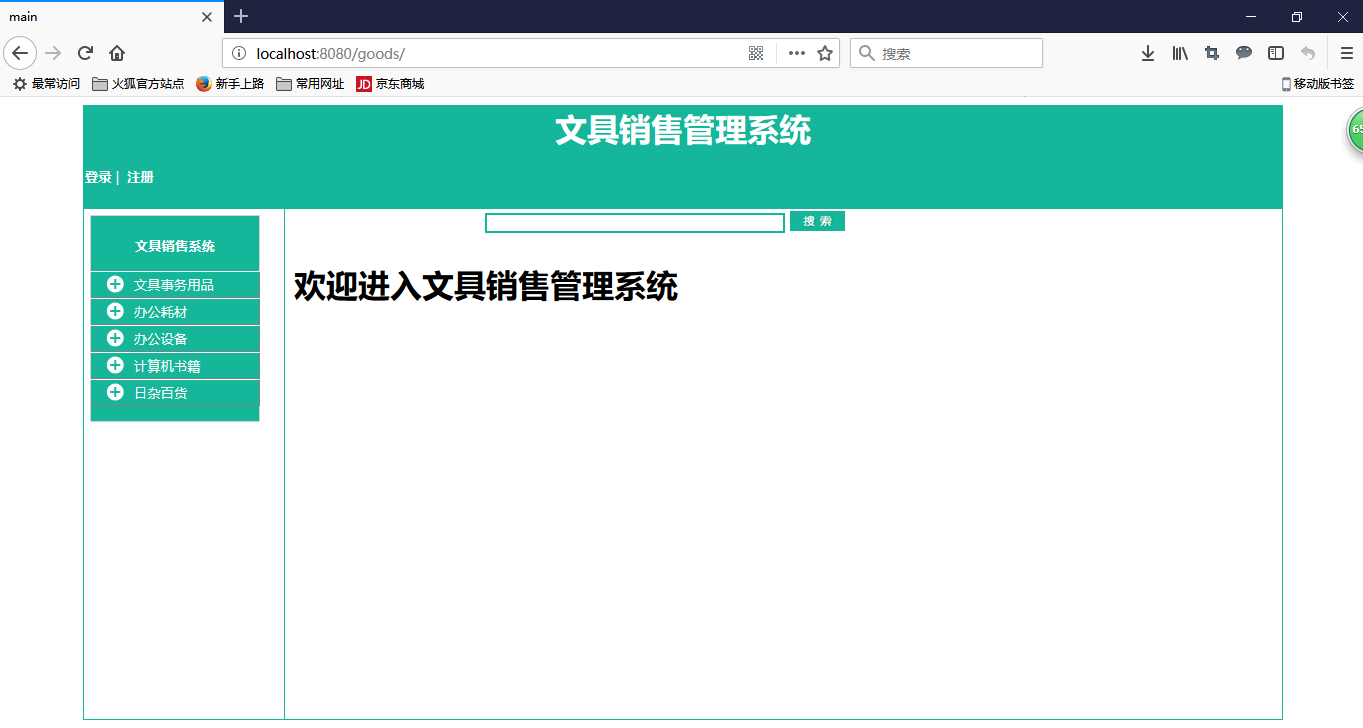 main
localhost:8080/goods/
搜索
最常访问 火狐官方站点 新手上路 常用网址 JD 京东商城 移动版书签
文具销售管理系统
65
登录 | 注册
搜 索
文具销售系统
欢迎进入文具销售管理系统
文具事务用品
办公耗材
办公设备
计算机书籍
日杂百货